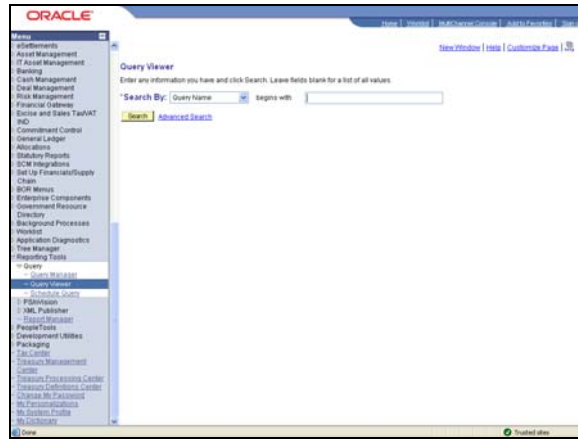 ORACLE
Home | Worklist | MultiChannel Console | Add to Favorites | Sign
Menu
New Window | Help | Customize Page |
eSettlements
Asset Management
IT Asset Management
Banking
Cash Management
Deal Management
Risk Management
Financial Gateway
Excise and Sales Tax/VAT
IND
Commitment Control
General Ledger
Allocations
Statutory Reports
SCM Integrations
Set Up Financials/Supply
Chain
BOR Menus
Enterprise Components
Government Resource
Directory
Background Processes
Worklist
Application Diagnostics
Tree Manager
Reporting Tools
Query
Query Manager
Query Viewer
Schedule Query
PS/nVision
XML Publisher
Report Manager
PeopleTools
Development Utilities
Packaging
Tax Center
Treasury Management
Center
Treasury Processing Center
Treasury Definitions Center
Change My Password
My Personalizations
My System Profile
My Dictionary
Query Viewer
Enter any information you have and click Search. Leave fields blank for a list of all values.
*Search By: Query Name begins with
Search Advanced Search
Done
Trusted sites